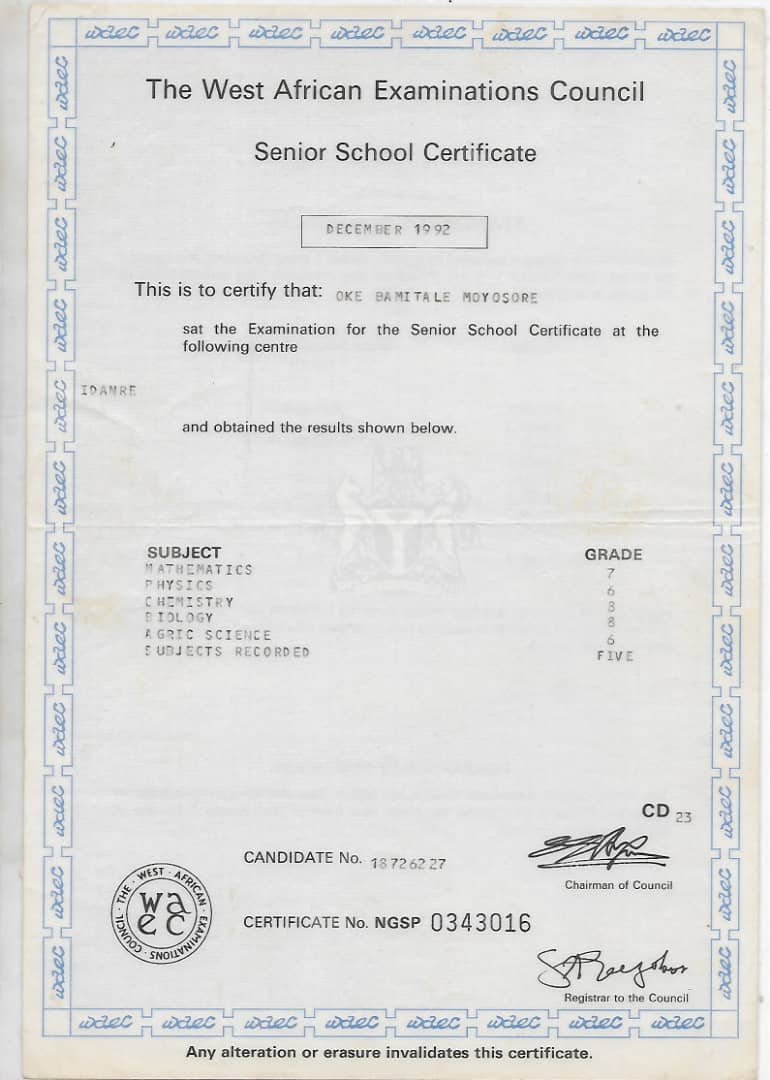 waec waec waec waec waec waec waec waec
The West African Examinations Council
Senior School Certificate
DECEMBER 1992
This is to certify that: OKE BAMITALE MOYOSORE
sat the Examination for the Senior School Certificate at the
following centre
IDANRE
and obtained the results shown below.
SUBJECT GRADE
MATHEMATICS 7
PHYSICS 6
CHEMISTRY 8
BIOLOGY 8
AGRIC SCIENCE 6
SUBJECTS RECORDED FIVE
CD 23
CANDIDATE No. 18726227
Chairman of Council
THE · WEST · AFRICAN · EXAMINATIONS · COUNCIL ·
wa
ec
CERTIFICATE No. NGSP 0343016
Registrar to the Council
waec waec waec waec waec waec waec waec
Any alteration or erasure invalidates this certificate.